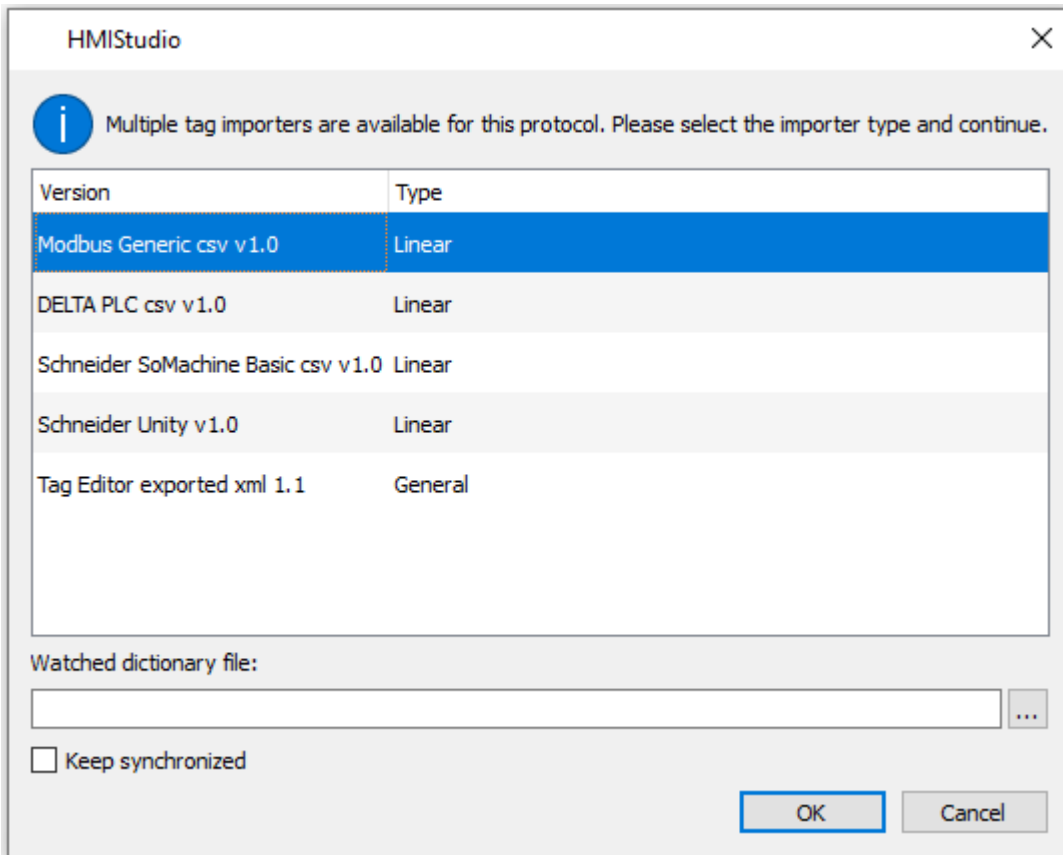 HMIStudio
Multiple tag importers are available for this protocol. Please select the importer type and continue.
Version Type
Modbus Generic csv v1.0 Linear
DELTA PLC csv v1.0 Linear
Schneider SoMachine Basic csv v1.0 Linear
Schneider Unity v1.0 Linear
Tag Editor exported xml 1.1 General
Watched dictionary file:
...
Keep synchronized
OK Cancel